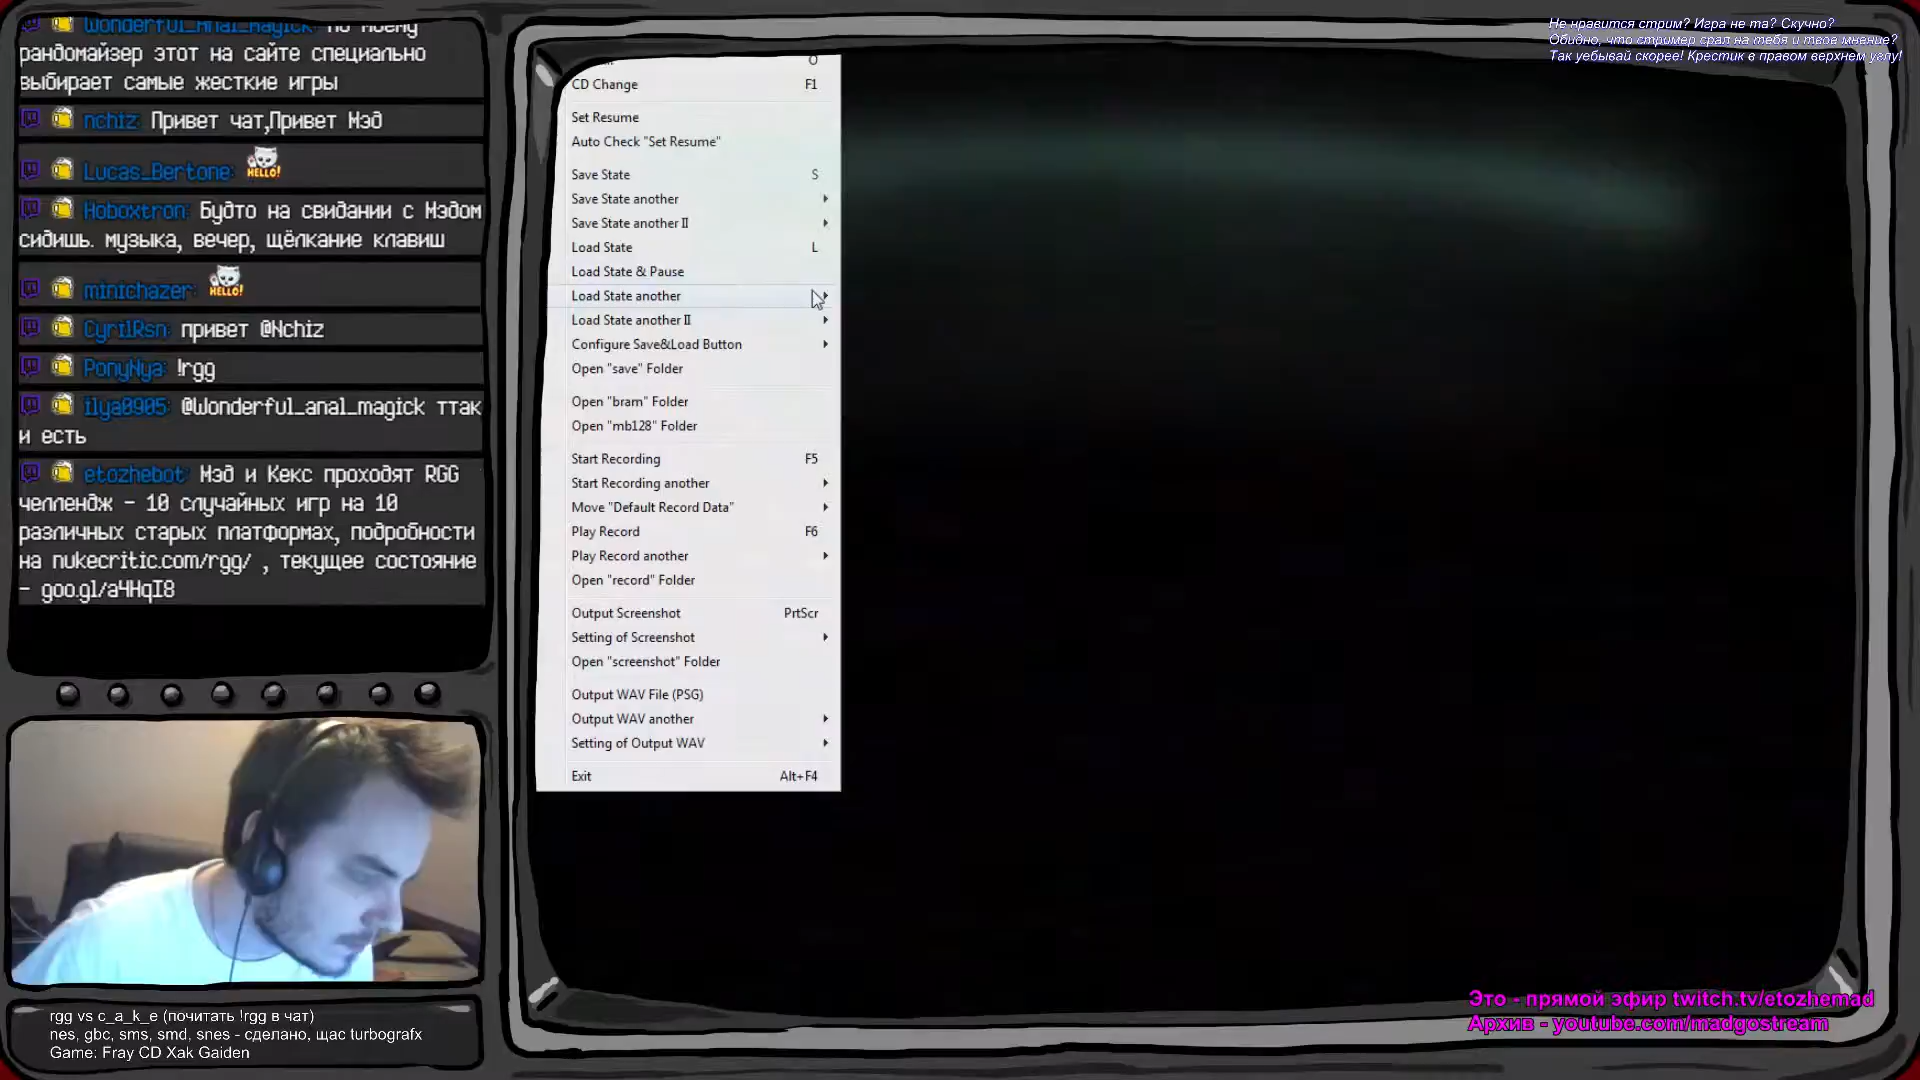 Wonderful_Anal_Magick: по моему
рандомайзер этот на сайте специально
выбирает самые жесткие игры
nchiz: Привет чат,Привет Мэд
Lucas_Bertone: HELLO!
Hoboxtron: Будто на свидании с Мэдом
сидишь. музыка, вечер, щёлкание клавиш
minichazer: HELLO!
Cyr1lRsn: привет @Nchiz
PonyNya: !rgg
ilya0905: @Wonderful_anal_magick ттак
и есть
etozhebot: Мэд и Кекс проходят RGG
челлендж - 10 случайных игр на 10
различных старых платформах, подробности
на nukecritic.com/rgg/ , текущее состояние
- goo.gl/a4HqI8
rgg vs c_a_k_e (почитать !rgg в чат)
nes, gbc, sms, smd, snes - сделано, щас turbografx
Game: Fray CD Xak Gaiden
CD Change F1
Set Resume
Auto Check "Set Resume"
Save State S
Save State another
Save State another II
Load State L
Load State & Pause
Load State another
Load State another II
Configure Save&Load Button
Open "save" Folder
Open "bram" Folder
Open "mb128" Folder
Start Recording F5
Start Recording another
Move "Default Record Data"
Play Record F6
Play Record another
Open "record" Folder
Output Screenshot PrtScr
Setting of Screenshot
Open "screenshot" Folder
Output WAV File (PSG)
Output WAV another
Setting of Output WAV
Exit Alt+F4
Не нравится стрим? Игра не та? Скучно?
Обидно, что стример срал на тебя и твое мнение?
Так уебывай скорее! Крестик в правом верхнем углу!
Это - прямой эфир twitch.tv/etozhemad
Архив - youtube.com/madgostream